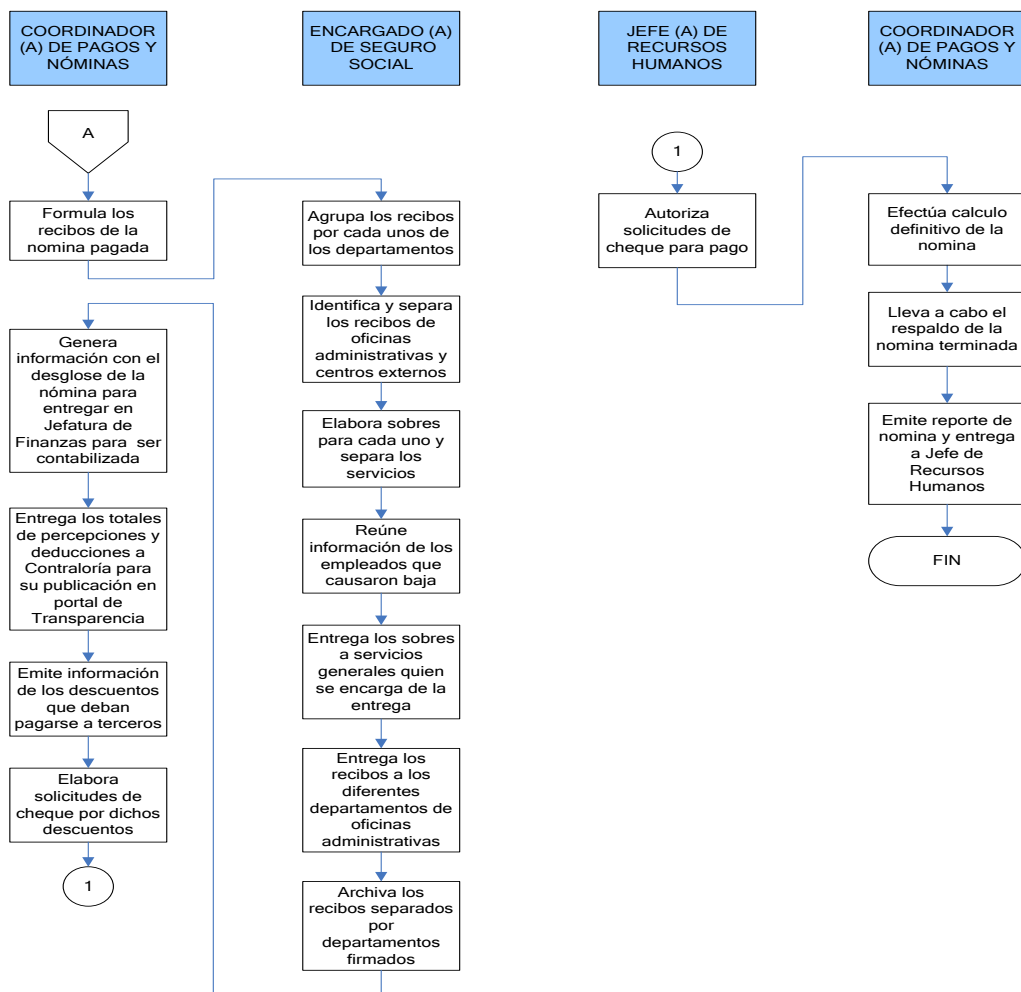 COORDINADOR
(A) DE PAGOS Y
NÓMINAS
ENCARGADO (A)
DE SEGURO
SOCIAL
JEFE (A) DE
RECURSOS
HUMANOS
COORDINADOR
(A) DE PAGOS Y
NÓMINAS
A
Formula los
recibos de la
nomina pagada
Genera
información con el
desglose de la
nómina para
entregar en
Jefatura de
Finanzas para ser
contabilizada
Entrega los totales
de percepciones y
deducciones a
Contraloría para
su publicación en
portal de
Transparencia
Emite información
de los descuentos
que deban
pagarse a terceros
Elabora
solicitudes de
cheque por dichos
descuentos
1
Agrupa los recibos
por cada unos de
los departamentos
Identifica y separa
los recibos de
oficinas
administrativas y
centros externos
Elabora sobres
para cada uno y
separa los
servicios
Reúne
información de los
empleados que
causaron baja
Entrega los sobres
a servicios
generales quien
se encarga de la
entrega
Entrega los
recibos a los
diferentes
departamentos de
oficinas
administrativas
Archiva los
recibos separados
por
departamentos
firmados
1
Autoriza
solicitudes de
cheque para pago
Efectúa calculo
definitivo de la
nomina
Lleva a cabo el
respaldo de la
nomina terminada
Emite reporte de
nomina y entrega
a Jefe de
Recursos
Humanos
FIN